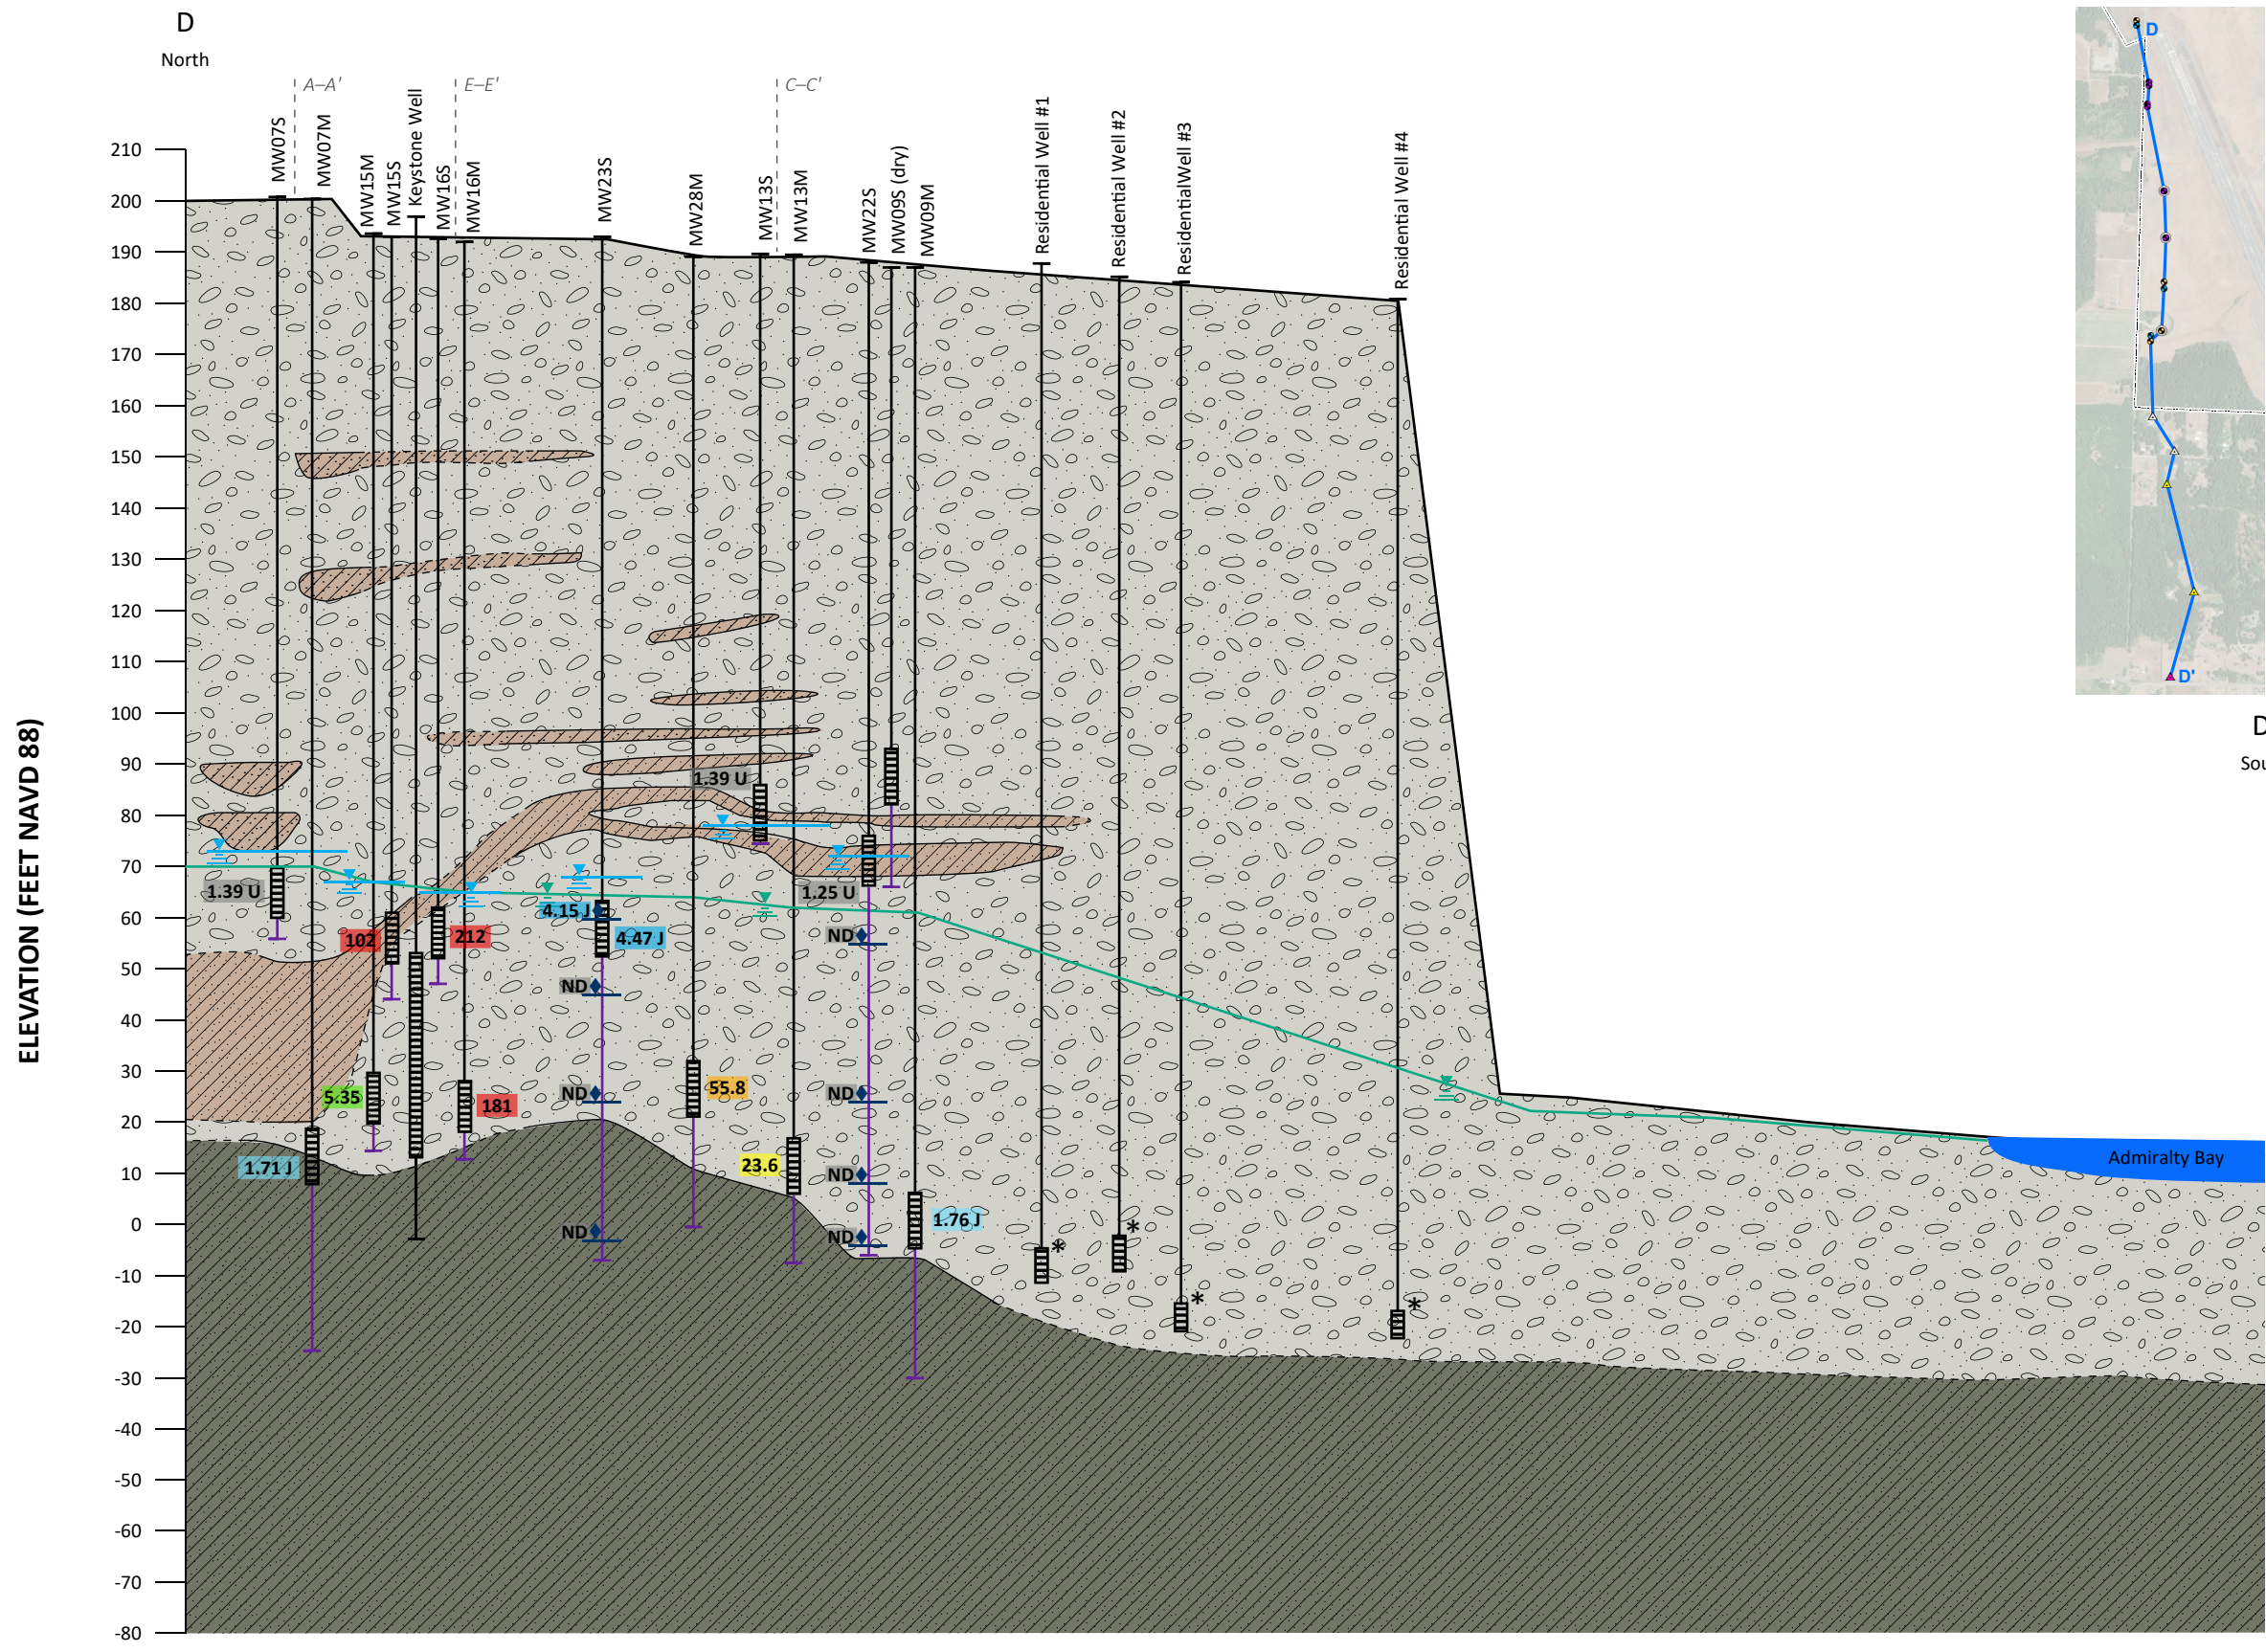 D
North
A–A'
E–E'
C–C'
MW07S
MW07M
MW15M
MW15S
Keystone Well
MW16S
MW16M
MW23S
MW28M
MW13S
MW13M
MW22S
MW09S (dry)
MW09M
Residential Well #1
Residential Well #2
ResidentialWell #3
Residential Well #4
D
D'
D
Sou
ELEVATION (FEET NAVD 88)
210
200
190
180
170
160
150
140
130
120
110
100
90
80
70
60
50
40
30
20
10
0
-10
-20
-30
-40
-50
-60
-70
-80
1.39 U
1.39 U
1.25 U
4.15 J
102
212
4.47 J
ND
ND
ND
ND
55.8
ND
5.35
181
23.6
1.71 J
ND
1.76 J
ND
ND
*
*
*
*
Admiralty Bay